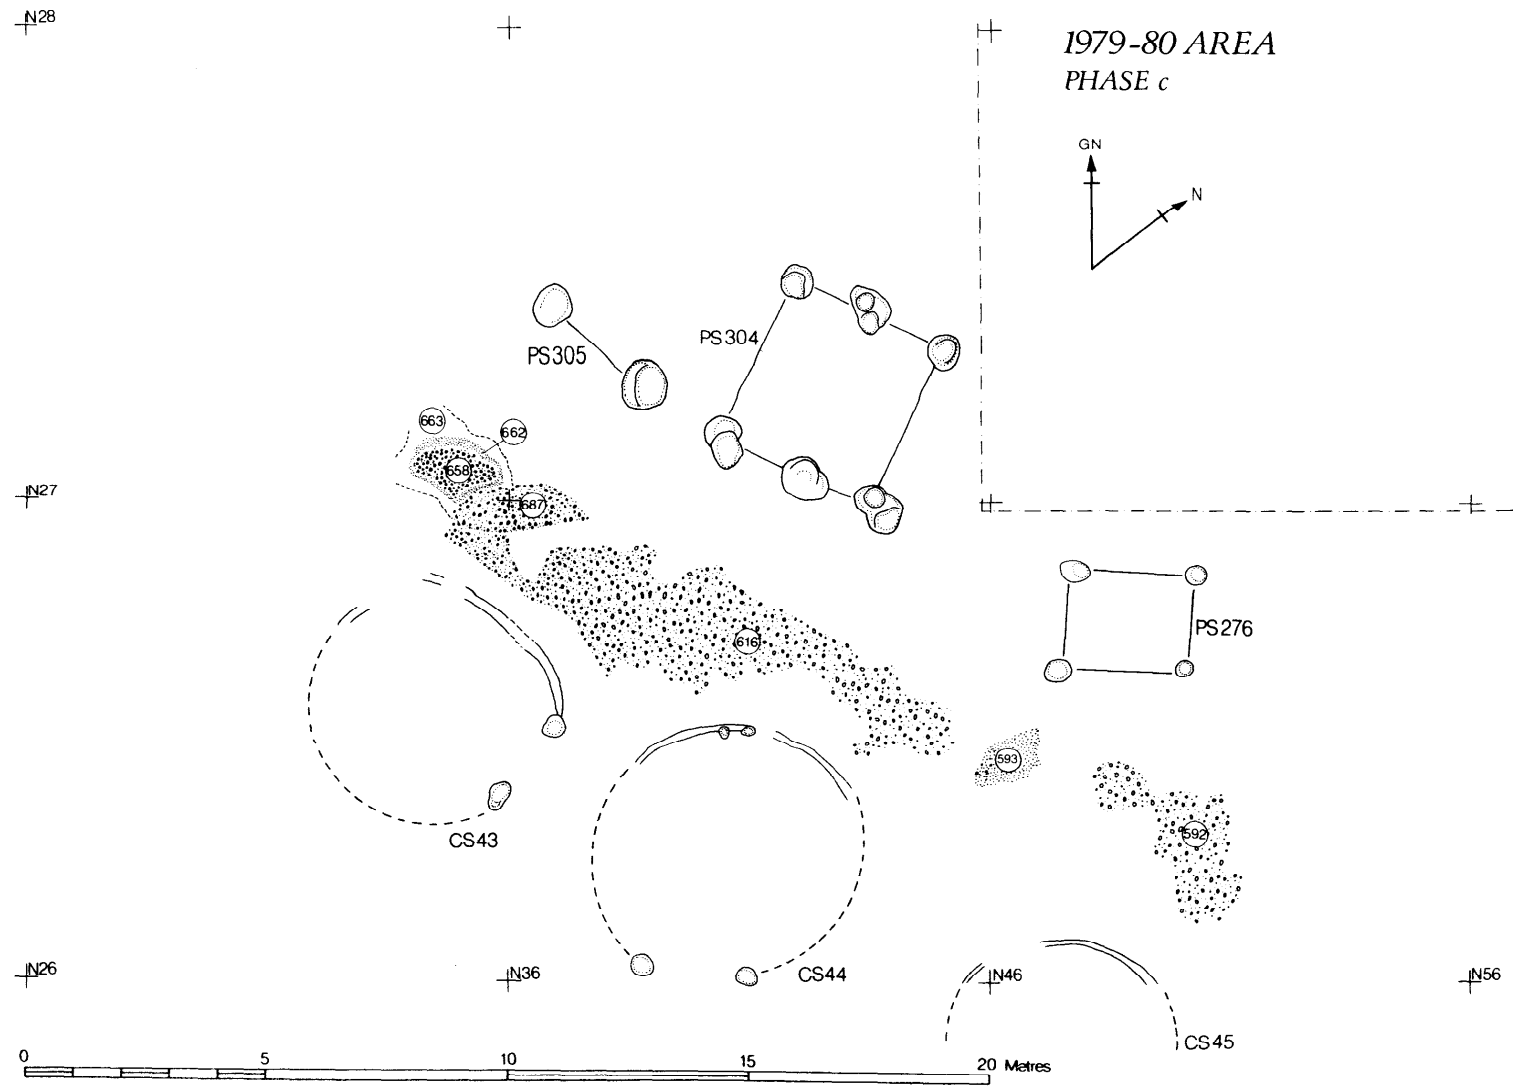 N28
1979-80 AREA
PHASE c
GN
N
PS304
PS305
663
662
658
N27
687
PS276
616
593
592
CS43
CS44
N26
N36
N46
N56
CS45
0 5 10 15 20 Metres